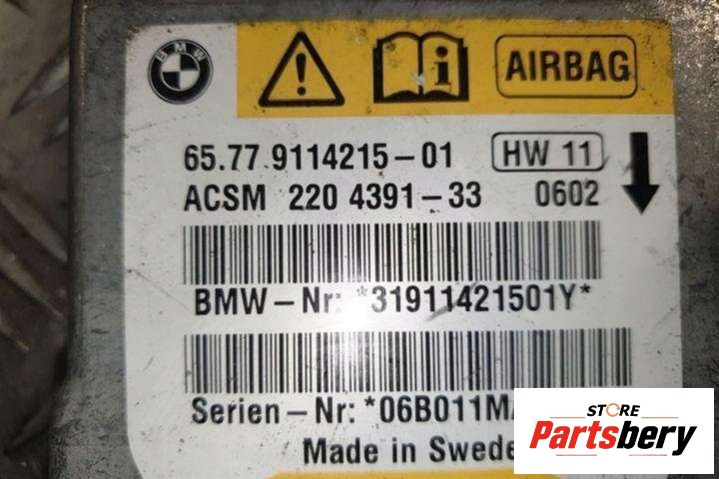 BMW
i
AIRBAG
65.77 9114215-01 HW 11
ACSM 220 4391-33 0602
BMW-Nr: *31911421501Y*
Serien-Nr: *06B011M
Made in Swede
STORE
Partsbery